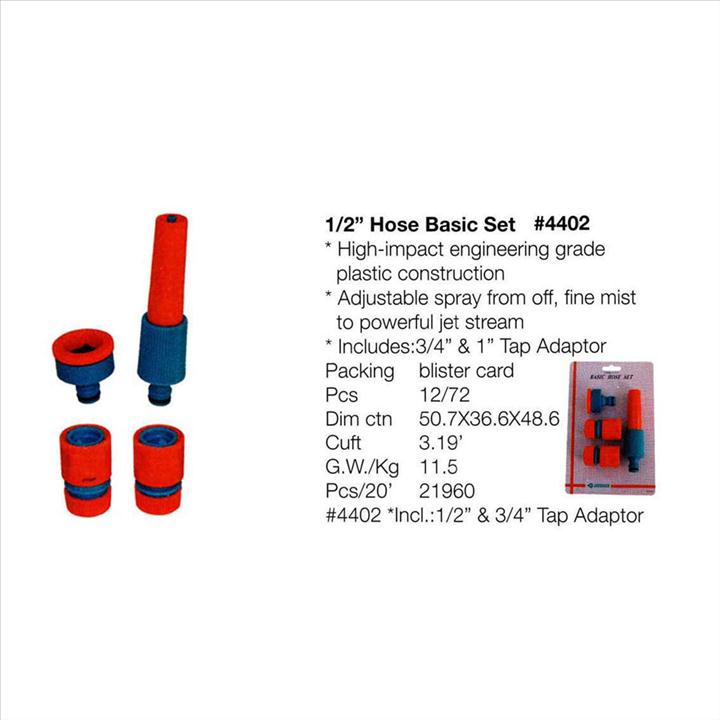 1/2” Hose Basic Set #4402
* High-impact engineering grade
plastic construction
* Adjustable spray from off, fine mist
to powerful jet stream
* Includes:3/4” & 1” Tap Adaptor
Packing blister card
Pcs 12/72
Dim ctn 50.7X36.6X48.6
Cuft 3.19’
G.W./Kg 11.5
Pcs/20’ 21960
#4402 *Incl.:1/2” & 3/4” Tap Adaptor
BASIC HOSE SET